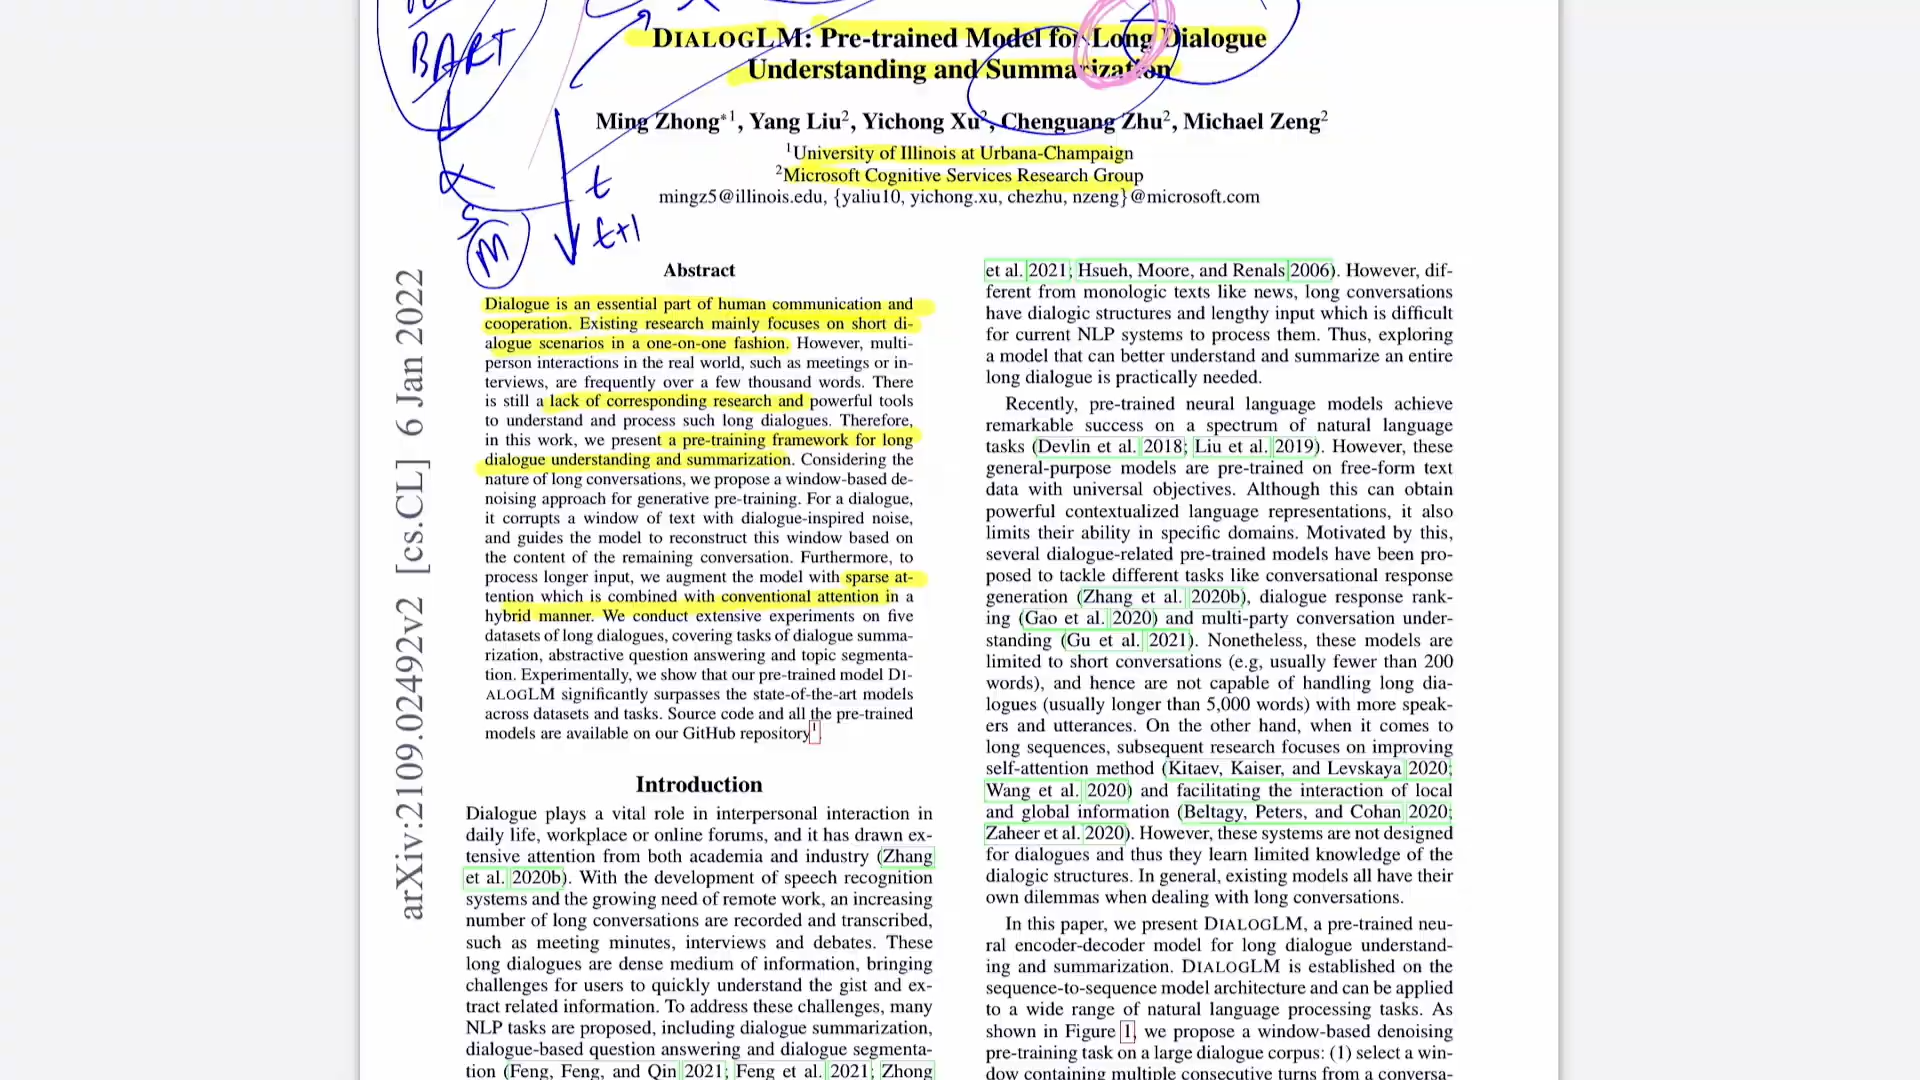 BART
DIALOGLM: Pre-trained Model for Long Dialogue
Understanding and Summarization
Ming Zhong*1, Yang Liu2, Yichong Xu2, Chenguang Zhu2, Michael Zeng2
1University of Illinois at Urbana-Champaign
2Microsoft Cognitive Services Research Group
mingz5@illinois.edu, {yaliu10, yichong.xu, chezhu, nzeng}@microsoft.com
t
t+1
S
M
arXiv:2109.02492v2 [cs.CL] 6 Jan 2022
Abstract
Dialogue is an essential part of human communication and
cooperation. Existing research mainly focuses on short di-
alogue scenarios in a one-on-one fashion. However, multi-
person interactions in the real world, such as meetings or in-
terviews, are frequently over a few thousand words. There
is still a lack of corresponding research and powerful tools
to understand and process such long dialogues. Therefore,
in this work, we present a pre-training framework for long
dialogue understanding and summarization. Considering the
nature of long conversations, we propose a window-based de-
noising approach for generative pre-training. For a dialogue,
it corrupts a window of text with dialogue-inspired noise,
and guides the model to reconstruct this window based on
the content of the remaining conversation. Furthermore, to
process longer input, we augment the model with sparse at-
tention which is combined with conventional attention in a
hybrid manner. We conduct extensive experiments on five
datasets of long dialogues, covering tasks of dialogue summa-
rization, abstractive question answering and topic segmenta-
tion. Experimentally, we show that our pre-trained model DI-
ALOGLM significantly surpasses the state-of-the-art models
across datasets and tasks. Source code and all the pre-trained
models are available on our GitHub repository1.
Introduction
Dialogue plays a vital role in interpersonal interaction in
daily life, workplace or online forums, and it has drawn ex-
tensive attention from both academia and industry (Zhang
et al. 2020b). With the development of speech recognition
systems and the growing need of remote work, an increasing
number of long conversations are recorded and transcribed,
such as meeting minutes, interviews and debates. These
long dialogues are dense medium of information, bringing
challenges for users to quickly understand the gist and ex-
tract related information. To address these challenges, many
NLP tasks are proposed, including dialogue summarization,
dialogue-based question answering and dialogue segmenta-
tion (Feng, Feng, and Qin 2021; Feng et al. 2021; Zhong
et al. 2021; Hsueh, Moore, and Renals 2006). However, dif-
ferent from monologic texts like news, long conversations
have dialogic structures and lengthy input which is difficult
for current NLP systems to process them. Thus, exploring
a model that can better understand and summarize an entire
long dialogue is practically needed.
Recently, pre-trained neural language models achieve
remarkable success on a spectrum of natural language
tasks (Devlin et al. 2018; Liu et al. 2019). However, these
general-purpose models are pre-trained on free-form text
data with universal objectives. Although this can obtain
powerful contextualized language representations, it also
limits their ability in specific domains. Motivated by this,
several dialogue-related pre-trained models have been pro-
posed to tackle different tasks like conversational response
generation (Zhang et al. 2020b), dialogue response rank-
ing (Gao et al. 2020) and multi-party conversation under-
standing (Gu et al. 2021). Nonetheless, these models are
limited to short conversations (e.g, usually fewer than 200
words), and hence are not capable of handling long dia-
logues (usually longer than 5,000 words) with more speak-
ers and utterances. On the other hand, when it comes to
long sequences, subsequent research focuses on improving
self-attention method (Kitaev, Kaiser, and Levskaya 2020;
Wang et al. 2020) and facilitating the interaction of local
and global information (Beltagy, Peters, and Cohan 2020;
Zaheer et al. 2020). However, these systems are not designed
for dialogues and thus they learn limited knowledge of the
dialogic structures. In general, existing models all have their
own dilemmas when dealing with long conversations.
In this paper, we present DIALOGLM, a pre-trained neu-
ral encoder-decoder model for long dialogue understand-
ing and summarization. DIALOGLM is established on the
sequence-to-sequence model architecture and can be applied
to a wide range of natural language processing tasks. As
shown in Figure 1, we propose a window-based denoising
pre-training task on a large dialogue corpus: (1) select a win-
dow containing multiple consecutive turns from a conversa-